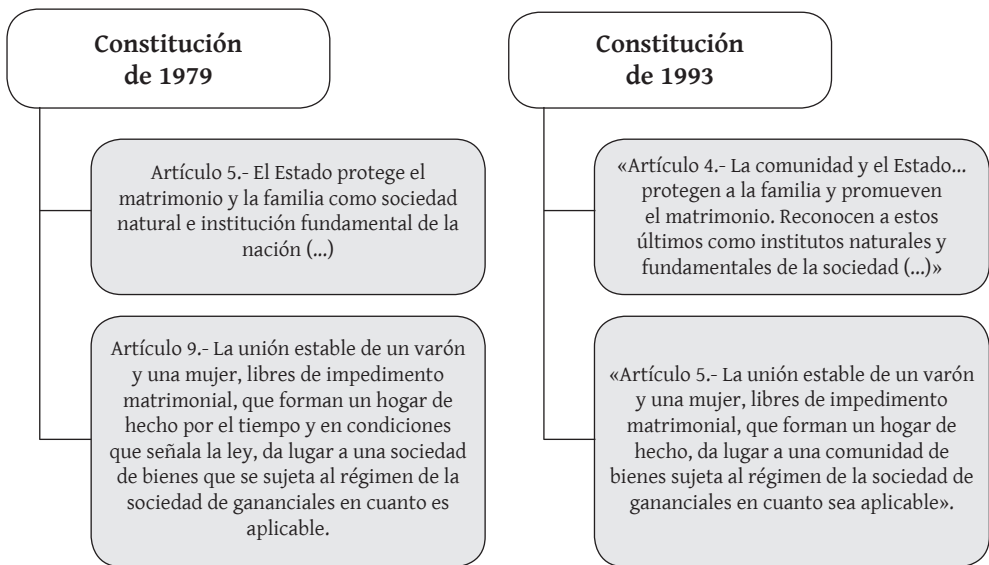 Constitución
de 1979
Artículo 5.- El Estado protege el
matrimonio y la familia como sociedad
natural e institución fundamental de la
nación (...)
Artículo 9.- La unión estable de un varón
y una mujer, libres de impedimento
matrimonial, que forman un hogar de
hecho por el tiempo y en condiciones
que señala la ley, da lugar a una sociedad
de bienes que se sujeta al régimen de la
sociedad de gananciales en cuanto es
aplicable.
Constitución
de 1993
«Artículo 4.- La comunidad y el Estado...
protegen a la familia y promueven
el matrimonio. Reconocen a estos
últimos como institutos naturales y
fundamentales de la sociedad (...)»
«Artículo 5.- La unión estable de un varón
y una mujer, libres de impedimento
matrimonial, que forman un hogar de
hecho, da lugar a una comunidad de
bienes sujeta al régimen de la sociedad de
gananciales en cuanto sea aplicable».